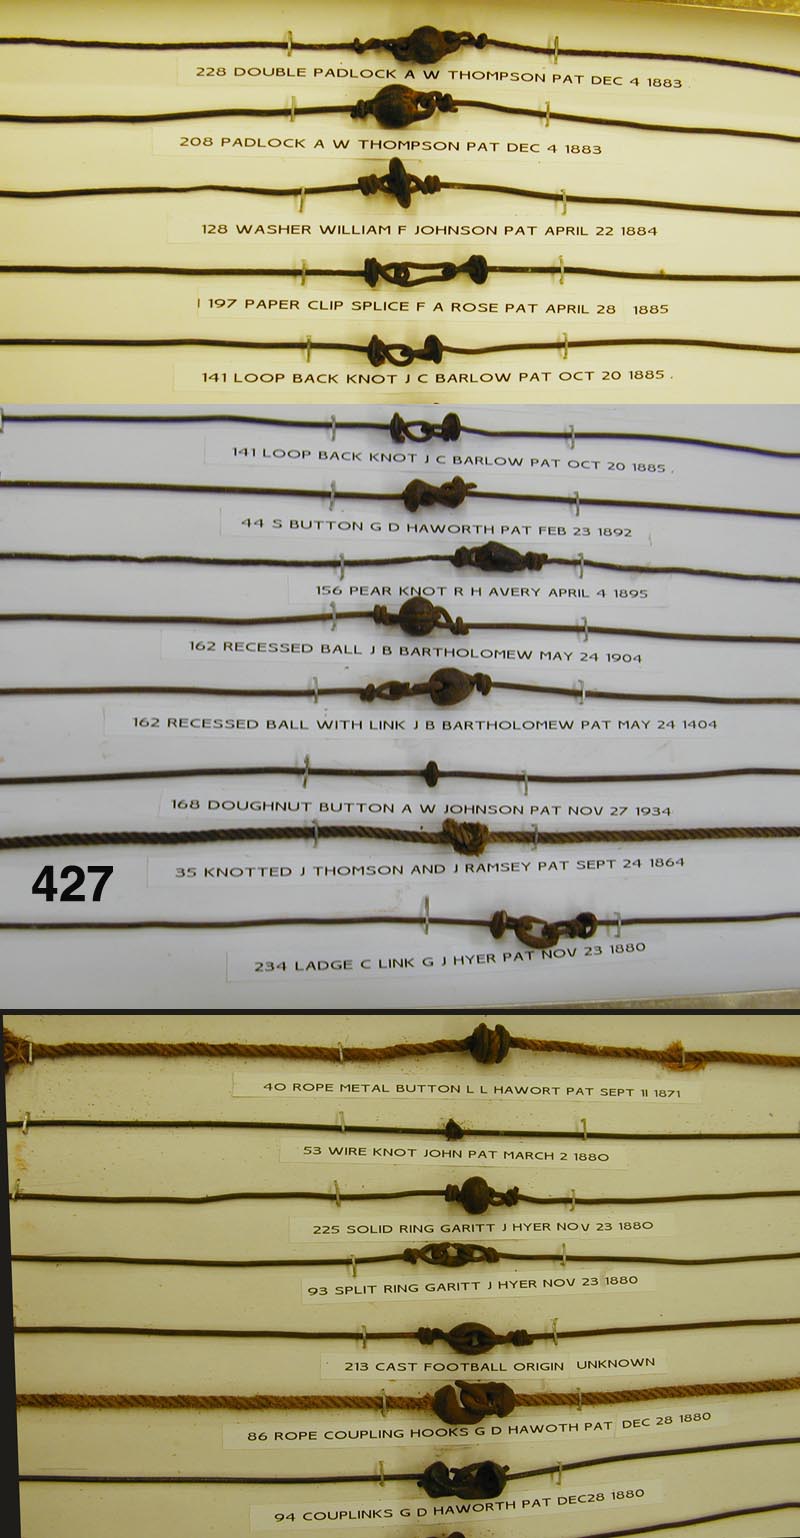 228 DOUBLE PADLOCK A W THOMPSON PAT DEC 4 1883
208 PADLOCK A W THOMPSON PAT DEC 4 1883
128 WASHER WILLIAM F JOHNSON PAT APRIL 22 1884
197 PAPER CLIP SPLICE F A ROSE PAT APRIL 28 1885
141 LOOP BACK KNOT J C BARLOW PAT OCT 20 1885.
141 LOOP BACK KNOT J C BARLOW PAT OCT 20 1885.
44 S BUTTON G D HAWORTH PAT FEB 23 1892
156 PEAR KNOT R H AVERY APRIL 4 1895
162 RECESSED BALL J B BARTHOLOMEW MAY 24 1904
162 RECESSED BALL WITH LINK J B BARTHOLOMEW PAT MAY 24 1404
168 DOUGHNUT BUTTON A W JOHNSON PAT NOV 27 1934
35 KNOTTED J THOMSON AND J RAMSEY PAT SEPT 24 1864
427
234 LADGE C LINK G J HYER PAT NOV 23 1880
40 ROPE METAL BUTTON L L HAWORT PAT SEPT 11 1871
53 WIRE KNOT JOHN PAT MARCH 2 1880
225 SOLID RING GARITT J HYER NOV 23 1880
93 SPLIT RING GARITT J HYER NOV 23 1880
213 CAST FOOTBALL ORIGIN UNKNOWN
86 ROPE COUPLING HOOKS G D HAWOTH PAT DEC 28 1880
94 COUPLINKS G D HAWORTH PAT DEC28 1880